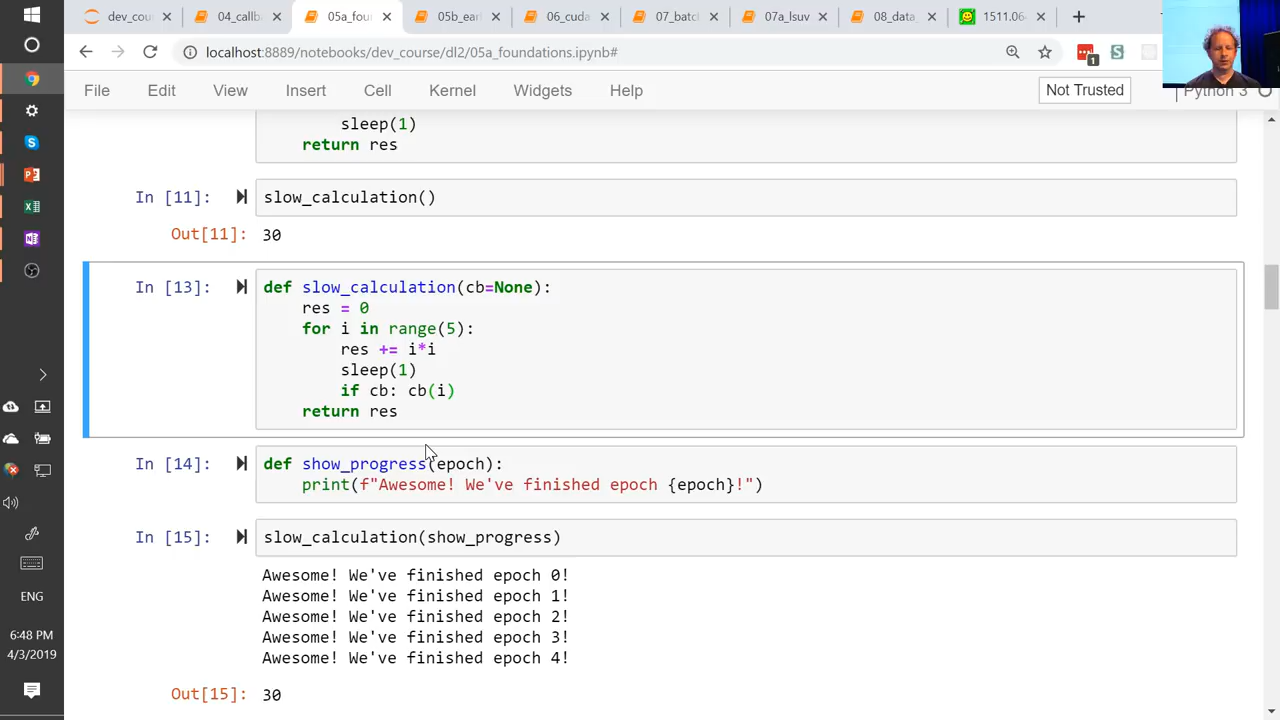 dev_cou
04_callb
05a_fou
05b_ear
06_cuda
07_batc
07a_lsuv
08_data_
1511.06
localhost:8889/notebooks/dev_course/dl2/05a_foundations.ipynb#
1
File Edit View Insert Cell Kernel Widgets Help
Not Trusted
Python 3
sleep(1)
return res
In [11]: slow_calculation()
Out[11]: 30
In [13]: def slow_calculation(cb=None):
res = 0
for i in range(5):
res += i*i
sleep(1)
if cb: cb(i)
return res
In [14]: def show_progress(epoch):
print(f"Awesome! We've finished epoch {epoch}!")
In [15]: slow_calculation(show_progress)
Awesome! We've finished epoch 0!
Awesome! We've finished epoch 1!
Awesome! We've finished epoch 2!
Awesome! We've finished epoch 3!
Awesome! We've finished epoch 4!
Out[15]: 30
ENG
6:48 PM
4/3/2019